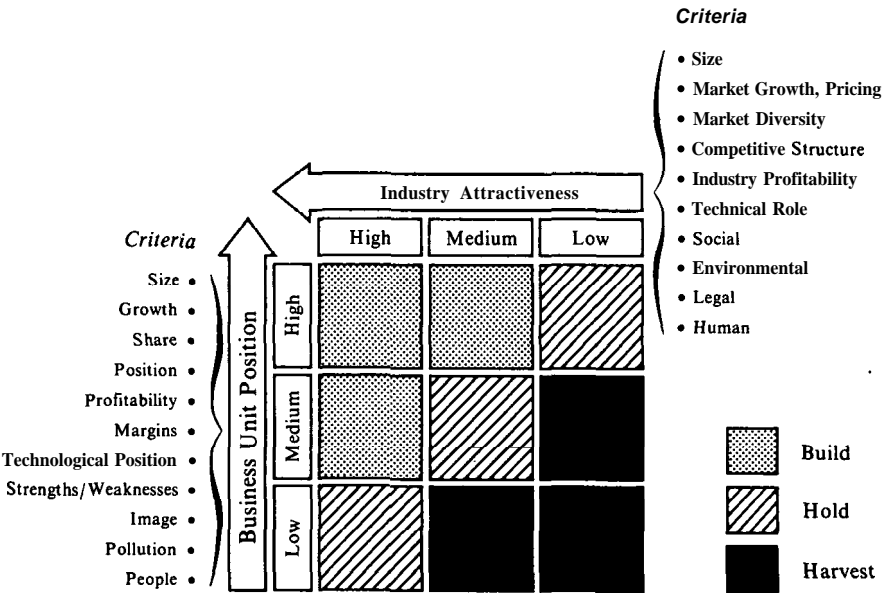 Criteria
• Size
• Market Growth, Pricing
• Market Diversity
• Competitive Structure
• Industry Profitability
• Technical Role
• Social
• Environmental
• Legal
• Human
Industry Attractiveness
High Medium Low
Criteria
Size •
Growth •
Share •
Position •
Profitability •
Margins •
Technological Position •
Strengths/Weaknesses •
Image •
Pollution •
People •
Business Unit Position
High
Medium
Low
Build
Hold
Harvest